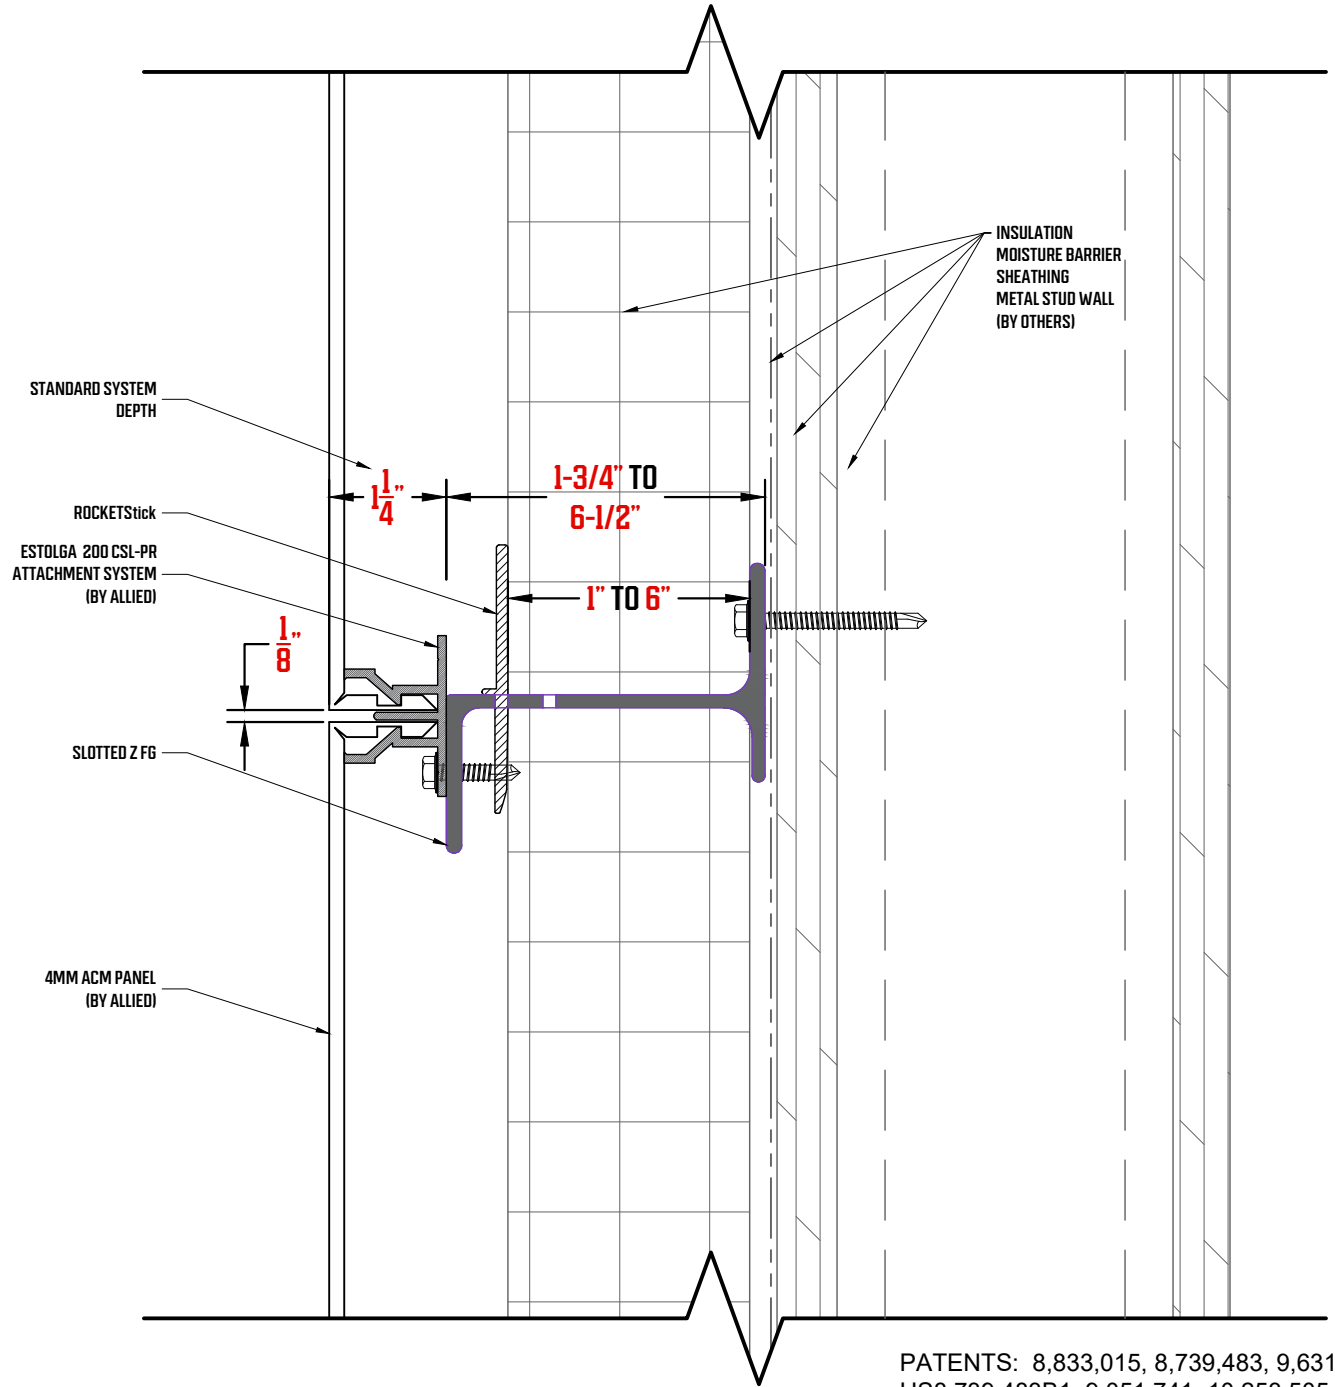 INSULATION
MOISTURE BARRIER
SHEATHING
METAL STUD WALL
(BY OTHERS)
STANDARD SYSTEM
DEPTH
1 1/4"
1-3/4" TO
6-1/2"
ROCKETStick
ESTOLGA 200 CSL-PR
ATTACHMENT SYSTEM
(BY ALLIED)
1" TO 6"
1/8"
SLOTTED Z FG
4MM ACM PANEL
(BY ALLIED)
PATENTS: 8,833,015, 8,739,483, 9,631